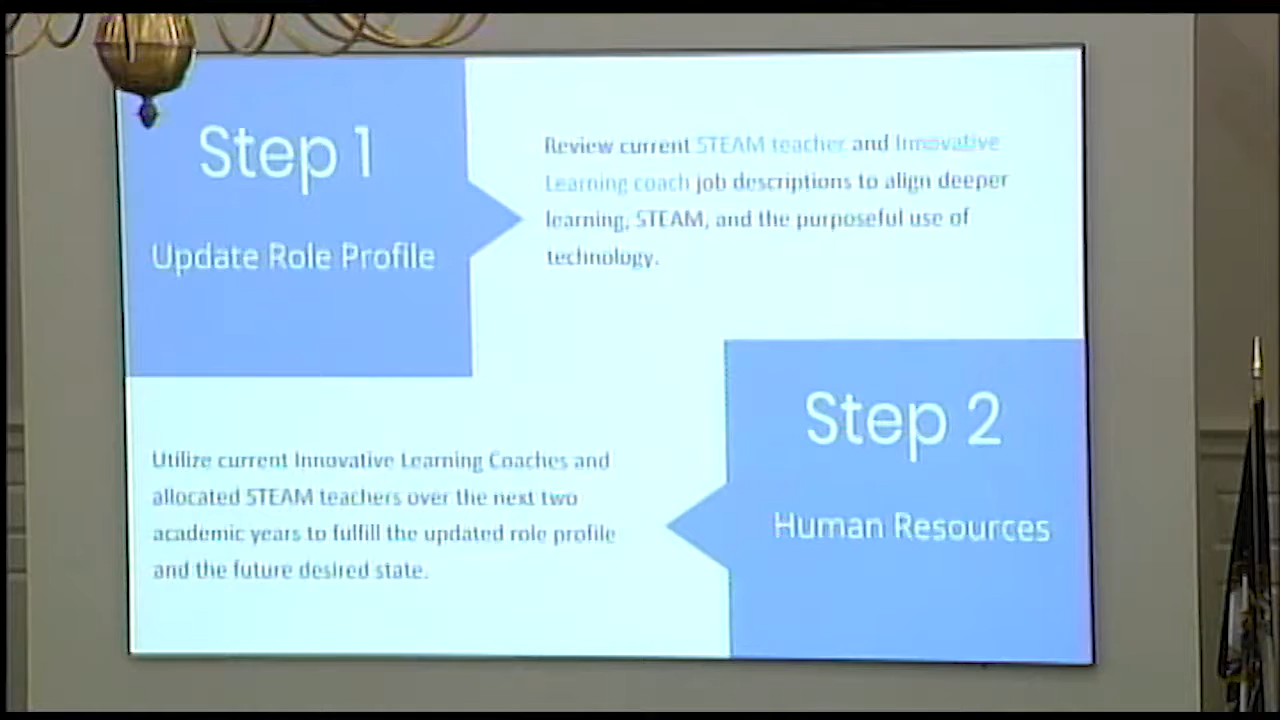 Step 1
Update Role Profile
Review current STEAM teacher and Innovative
Learning coach job descriptions to align deeper
learning, STEAM, and the purposeful use of
technology.
Step 2
Human Resources
Utilize current Innovative Learning Coaches and
allocated STEAM teachers over the next two
academic years to fulfill the updated role profile
and the future desired state.